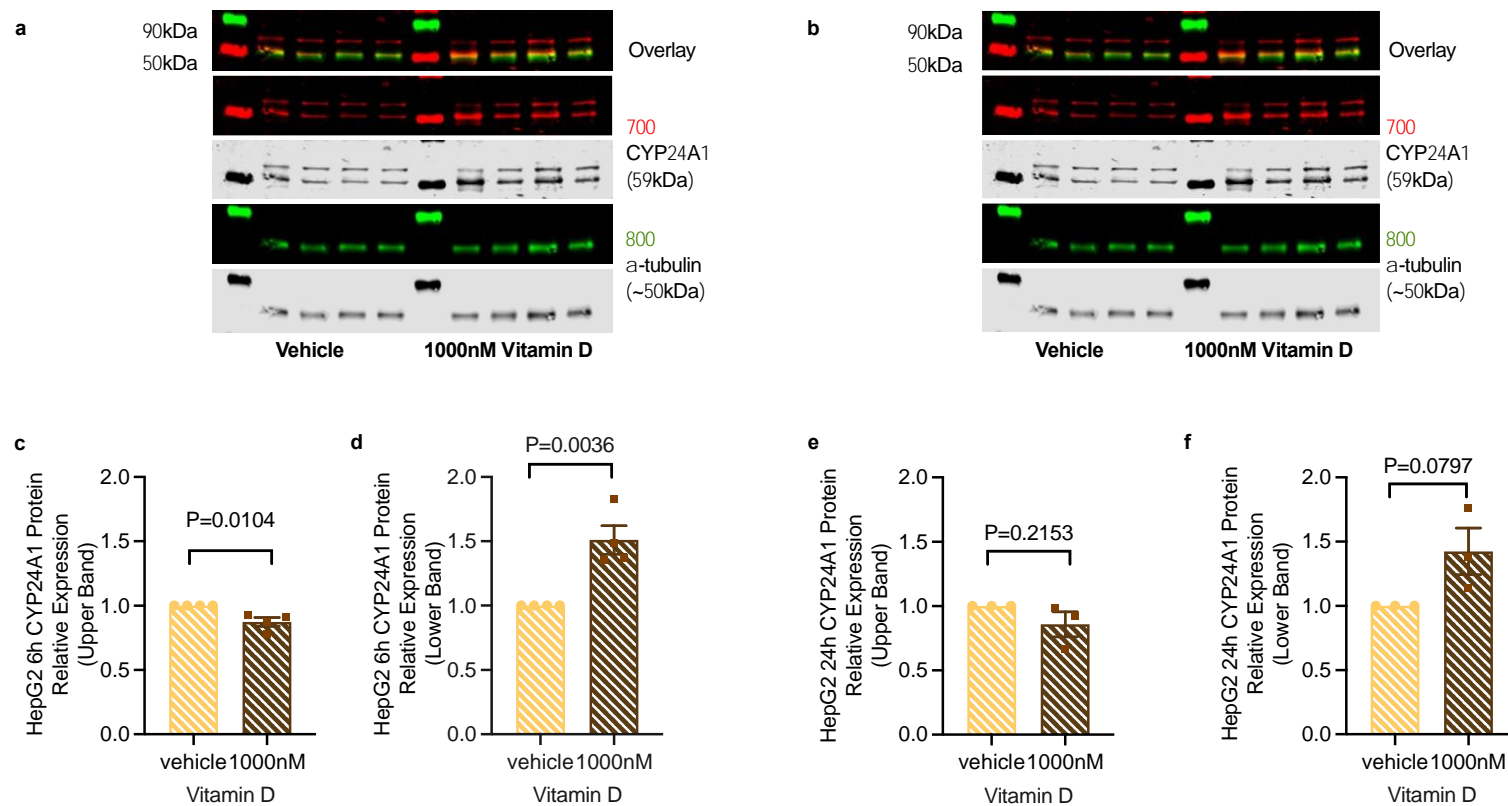 a
90kDa
50kDa
Overlay
700
CYP24A1
(59kDa)
800
a-tubulin
(~50kDa)
Vehicle
1000nM Vitamin D
b
90kDa
50kDa
Overlay
700
CYP24A1
(59kDa)
800
a-tubulin
(~50kDa)
Vehicle
1000nM Vitamin D
c
HepG2 6h CYP24A1 Protein
Relative Expression
(Upper Band)
2.0
1.5
1.0
0.5
0.0
P=0.0104
vehicle
1000nM
Vitamin D
d
HepG2 6h CYP24A1 Protein
Relative Expression
(Lower Band)
2.0
1.5
1.0
0.5
0.0
P=0.0036
vehicle
1000nM
Vitamin D
e
HepG2 24h CYP24A1 Protein
Relative Expression
(Upper Band)
2.0
1.5
1.0
0.5
0.0
P=0.2153
vehicle
1000nM
Vitamin D
f
HepG2 24h CYP24A1 Protein
Relative Expression
(Lower Band)
2.0
1.5
1.0
0.5
0.0
P=0.0797
vehicle
1000nM
Vitamin D